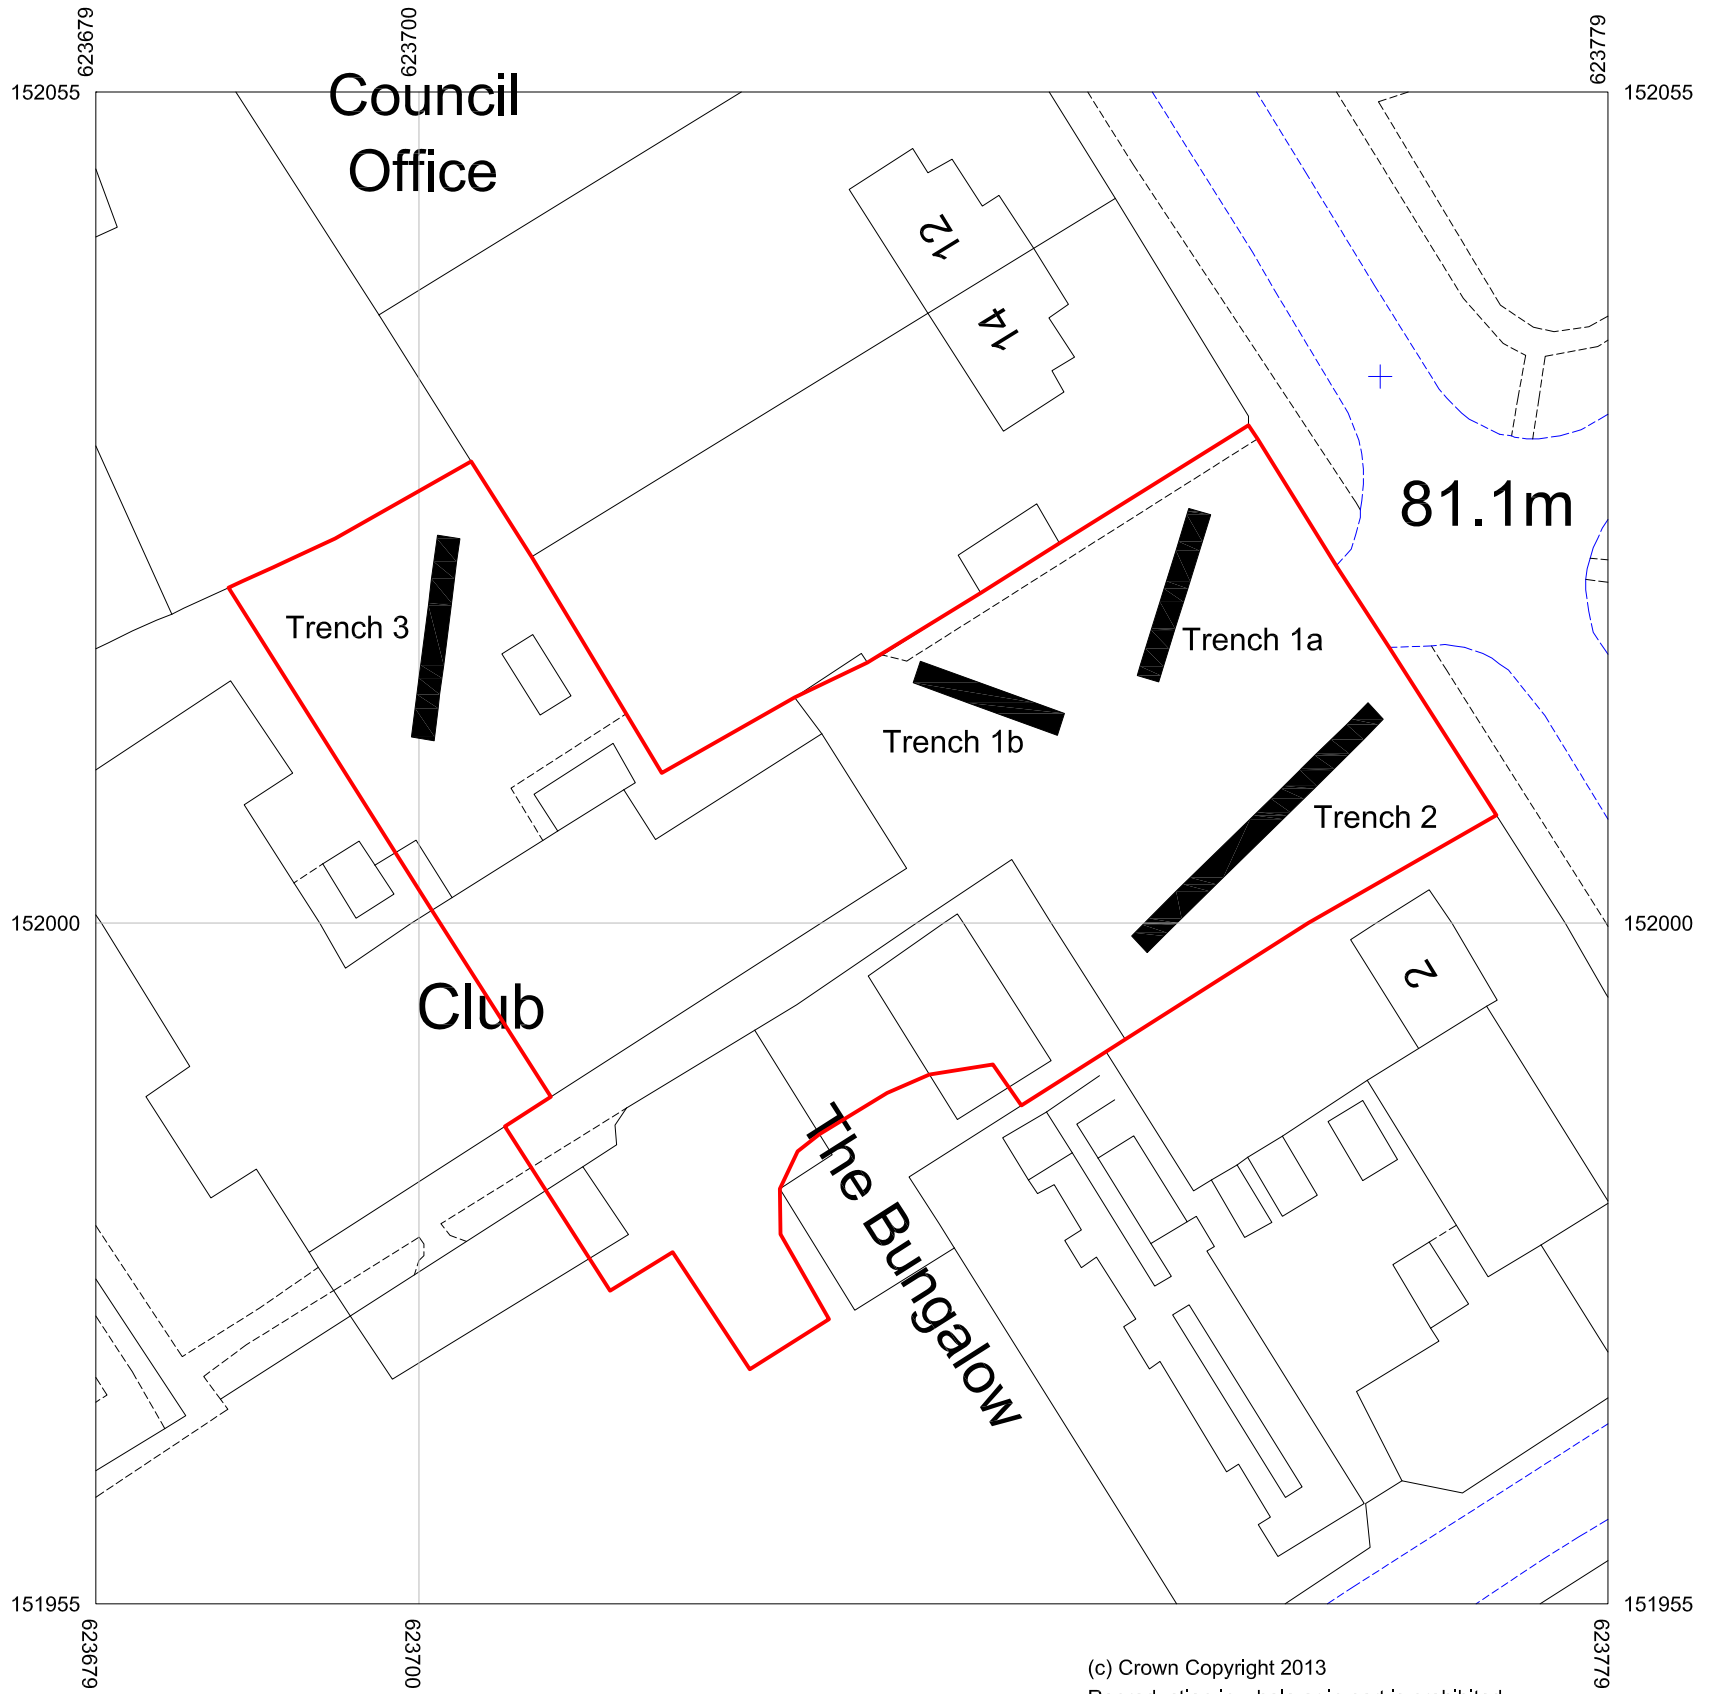 623679
623700
623779
152055
Council
152055
Office
12
14
81.1m
Trench 3
Trench 1a
Trench 1b
Trench 2
152000
152000
2
Club
The Bungalow
151955
151955
623679
623700
623779
(c) Crown Copyright 2013